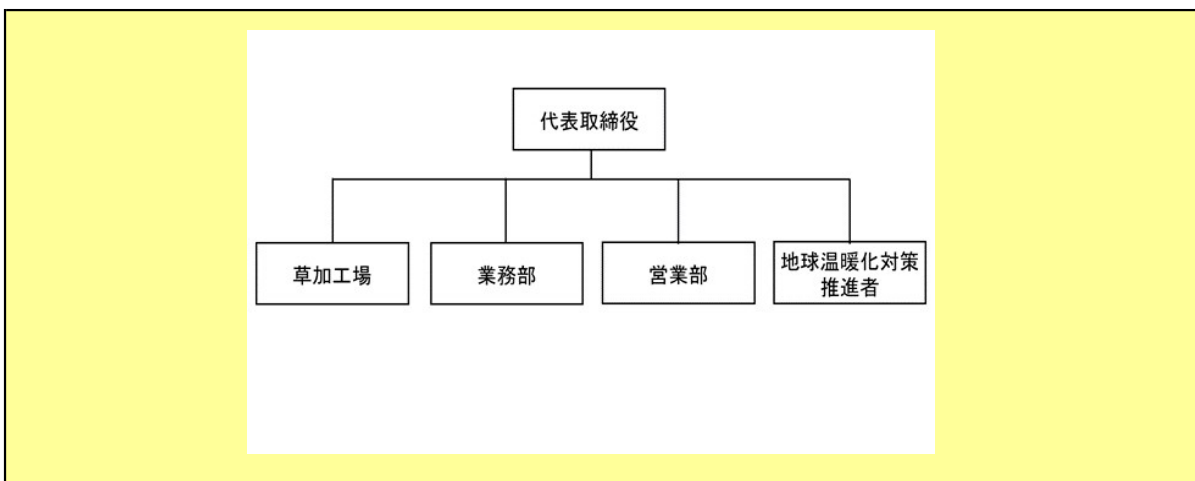 代表取締役
草加工場
業務部
営業部
地球温暖化対策
推進者